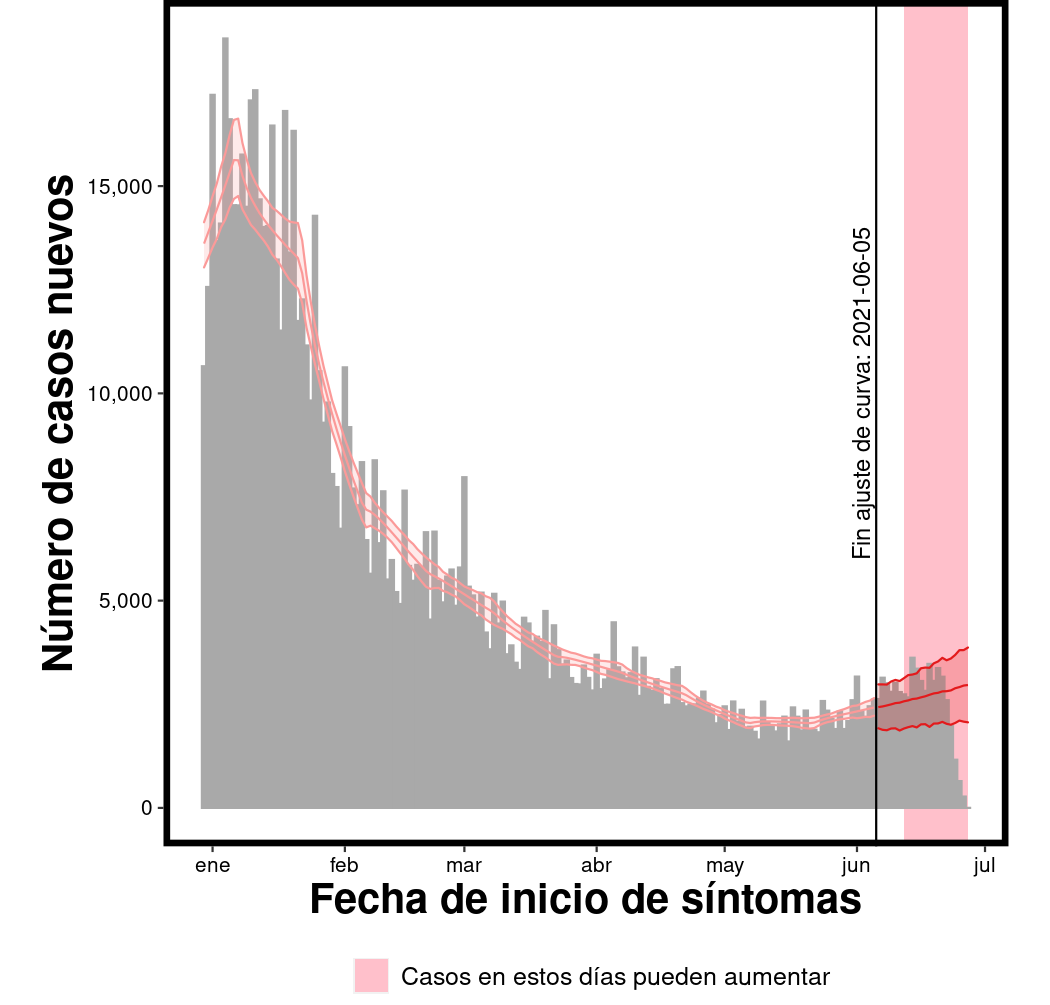 Número de casos nuevos
15,000
10,000
5,000
0
Fin ajuste de curva: 2021-06-05
ene feb mar abr may jun jul
Fecha de inicio de síntomas
Casos en estos días pueden aumentar